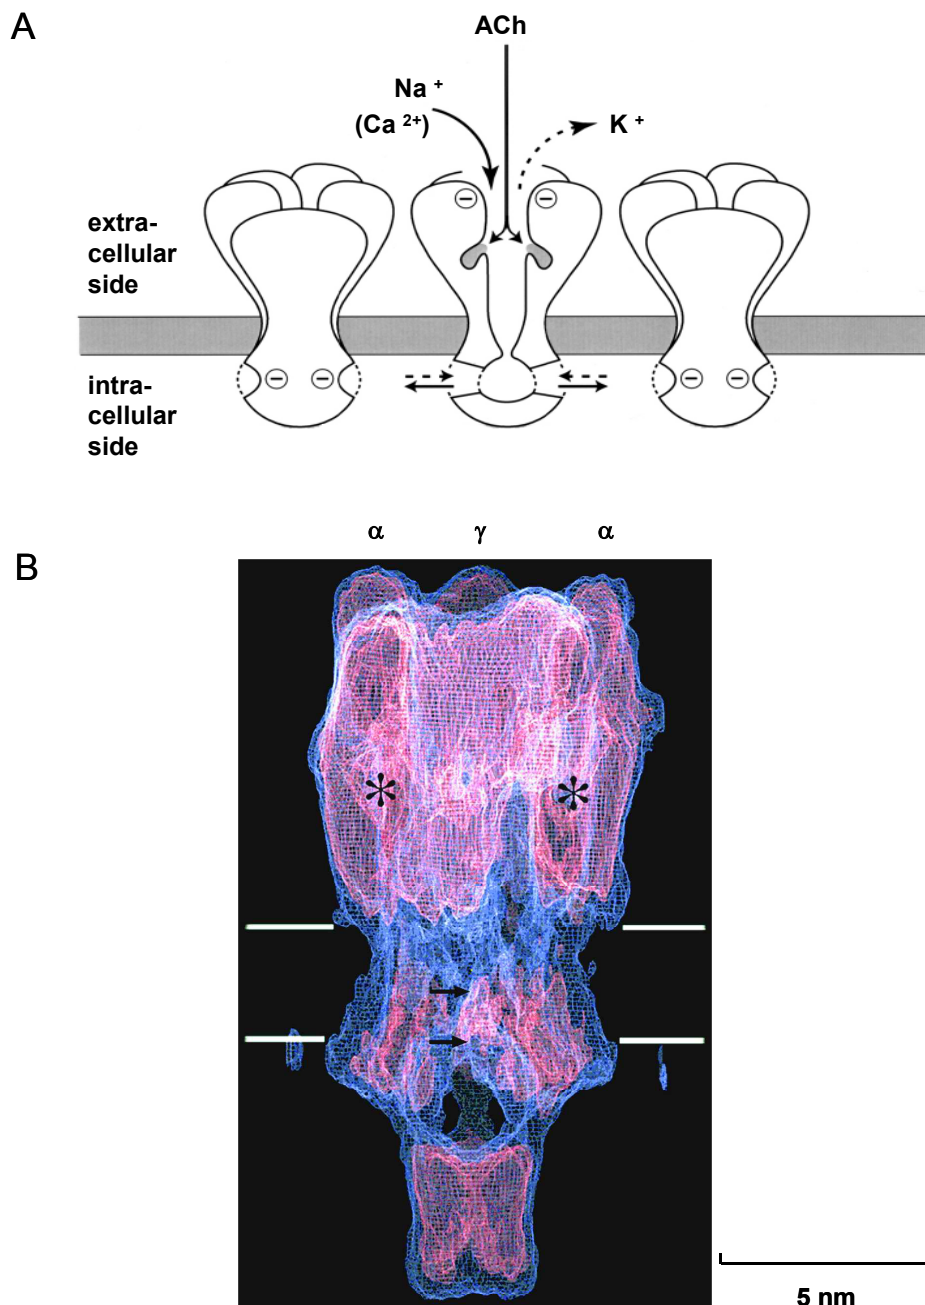 A
ACh
Na +
(Ca 2+)
K +
extra-
cellular
side
intra-
cellular
side
α γ α
B
* *
5 nm